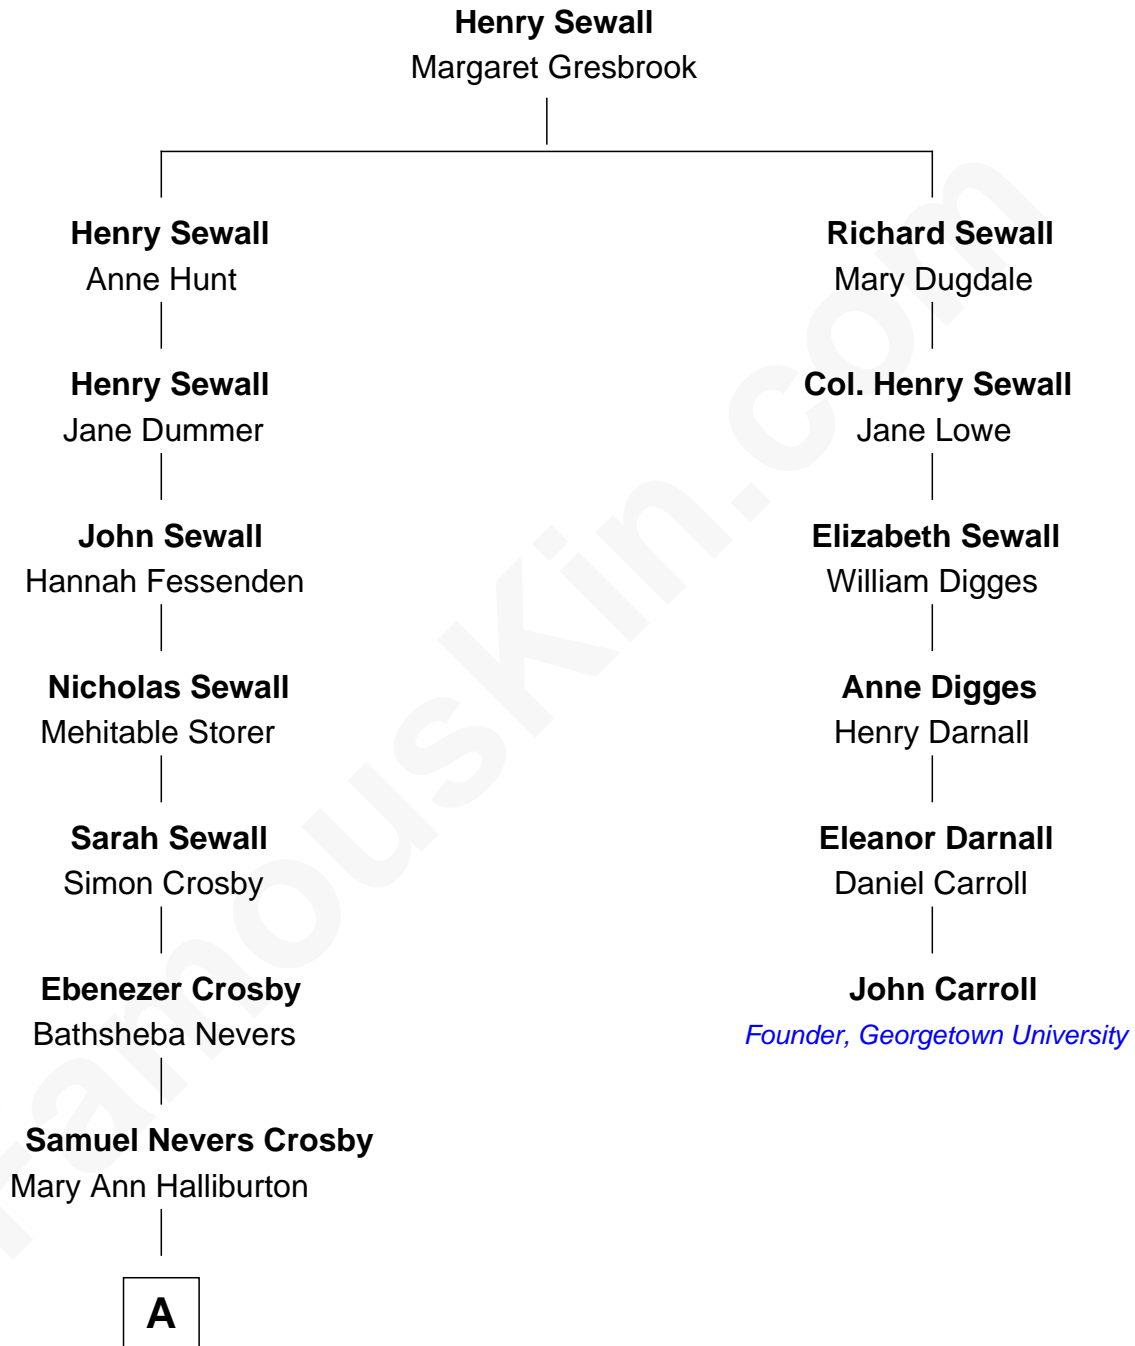 Henry Sewall
Margaret Gresbrook
Henry Sewall
Anne Hunt
Richard Sewall
Mary Dugdale
Henry Sewall
Jane Dummer
Col. Henry Sewall
Jane Lowe
John Sewall
Hannah Fessenden
Elizabeth Sewall
William Digges
Nicholas Sewall
Mehitable Storer
Anne Digges
Henry Darnall
Sarah Sewall
Simon Crosby
Eleanor Darnall
Daniel Carroll
Ebenezer Crosby
Bathsheba Nevers
John Carroll
Founder, Georgetown University
Samuel Nevers Crosby
Mary Ann Halliburton
A
FamousKin.com